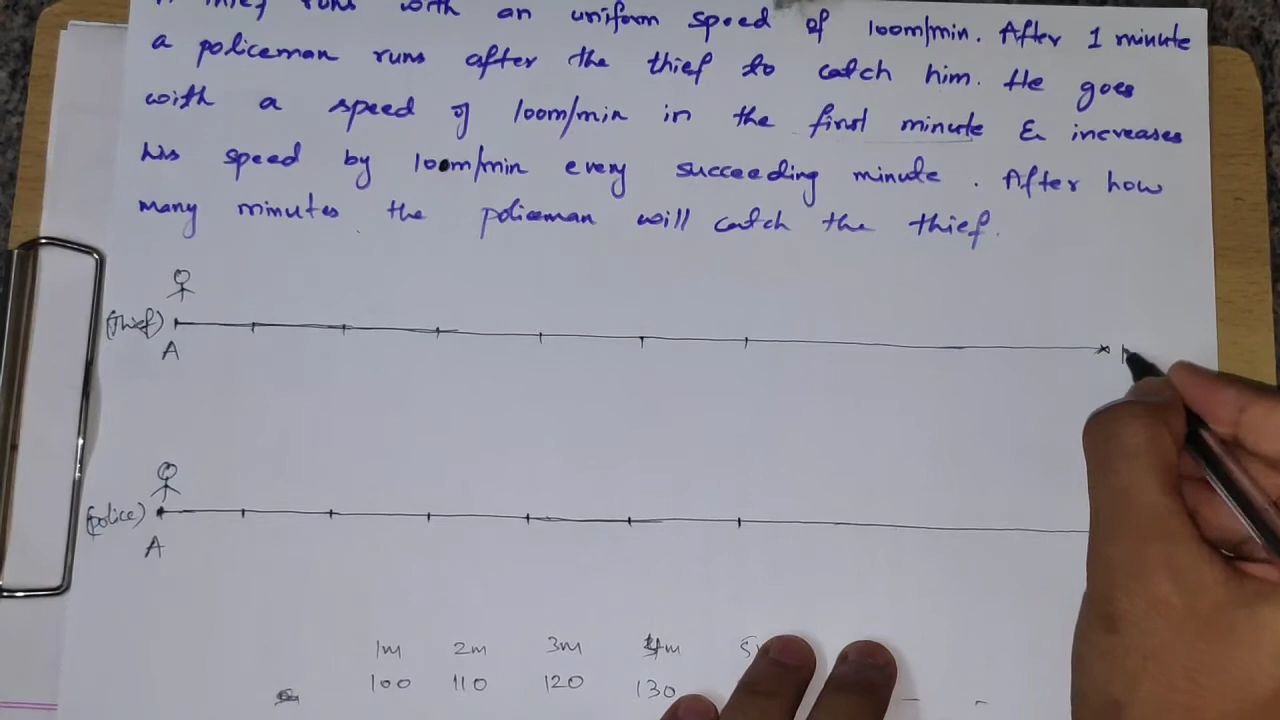 thief runs with an uniform speed of 100m/min. After 1 minute
a policeman runs after the thief to catch him. He goes
with a speed of 100m/min in the first minute & increases
his speed by 10m/min every succeeding minute. After how
many minutes the policeman will catch the thief.
(Thief)
A
(police)
A
1m 2m 3m 4m
100 110 120 130